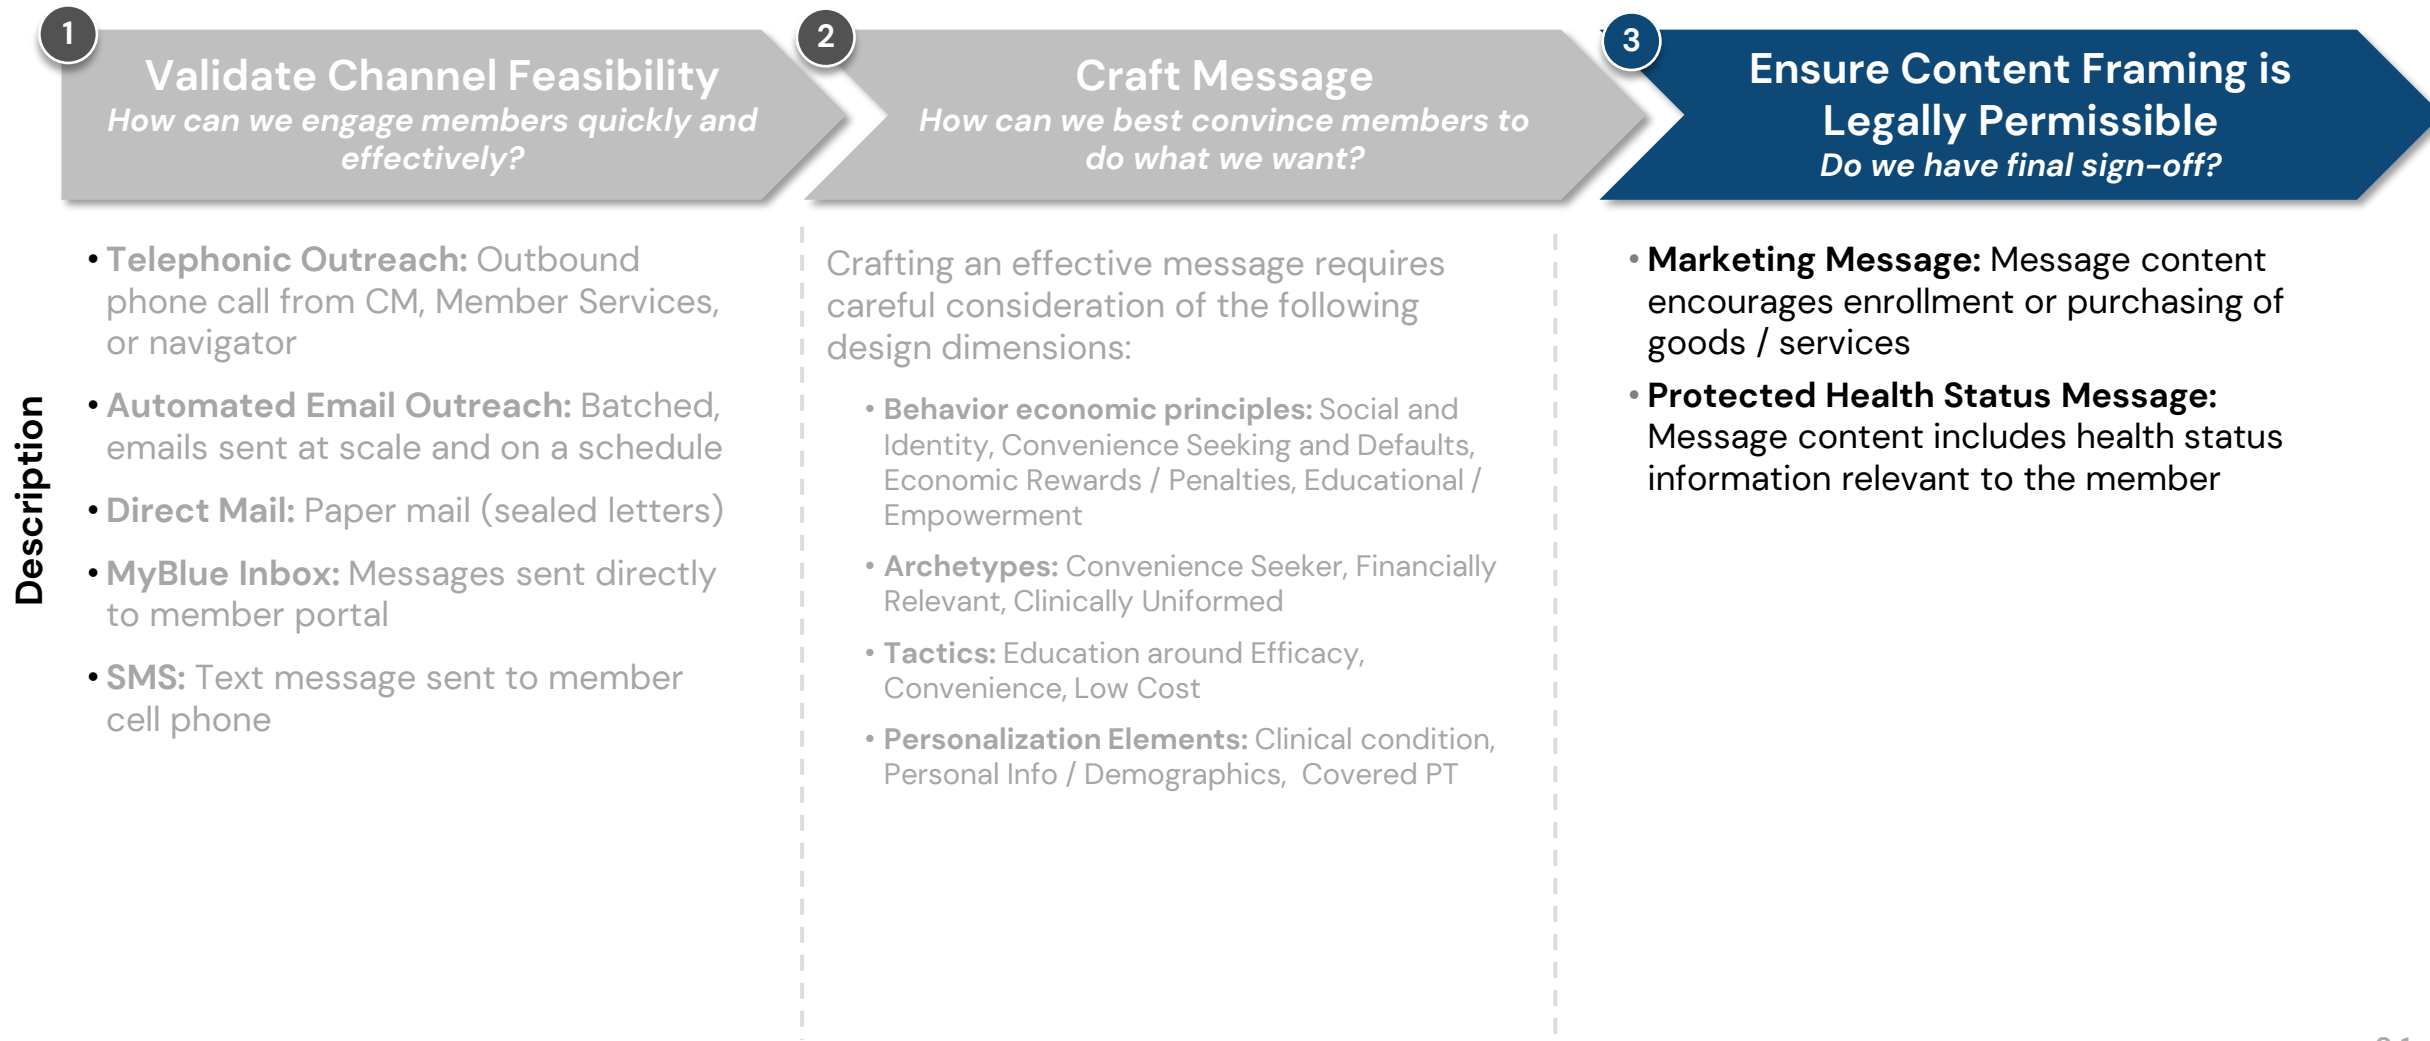 1
Validate Channel Feasibility
How can we engage members quickly and
effectively?
2
Craft Message
How can we best convince members to
do what we want?
3
Ensure Content Framing is
Legally Permissible
Do we have final sign-off?
Description
• Telephonic Outreach: Outbound
phone call from CM, Member Services,
or navigator
• Automated Email Outreach: Batched,
emails sent at scale and on a schedule
• Direct Mail: Paper mail (sealed letters)
• MyBlue Inbox: Messages sent directly
to member portal
• SMS: Text message sent to member
cell phone
Crafting an effective message requires
careful consideration of the following
design dimensions:
• Behavior economic principles: Social and
Identity, Convenience Seeking and Defaults,
Economic Rewards / Penalties, Educational /
Empowerment
• Archetypes: Convenience Seeker, Financially
Relevant, Clinically Uniformed
• Tactics: Education around Efficacy,
Convenience, Low Cost
• Personalization Elements: Clinical condition,
Personal Info / Demographics, Covered PT
• Marketing Message: Message content
encourages enrollment or purchasing of
goods / services
• Protected Health Status Message:
Message content includes health status
information relevant to the member